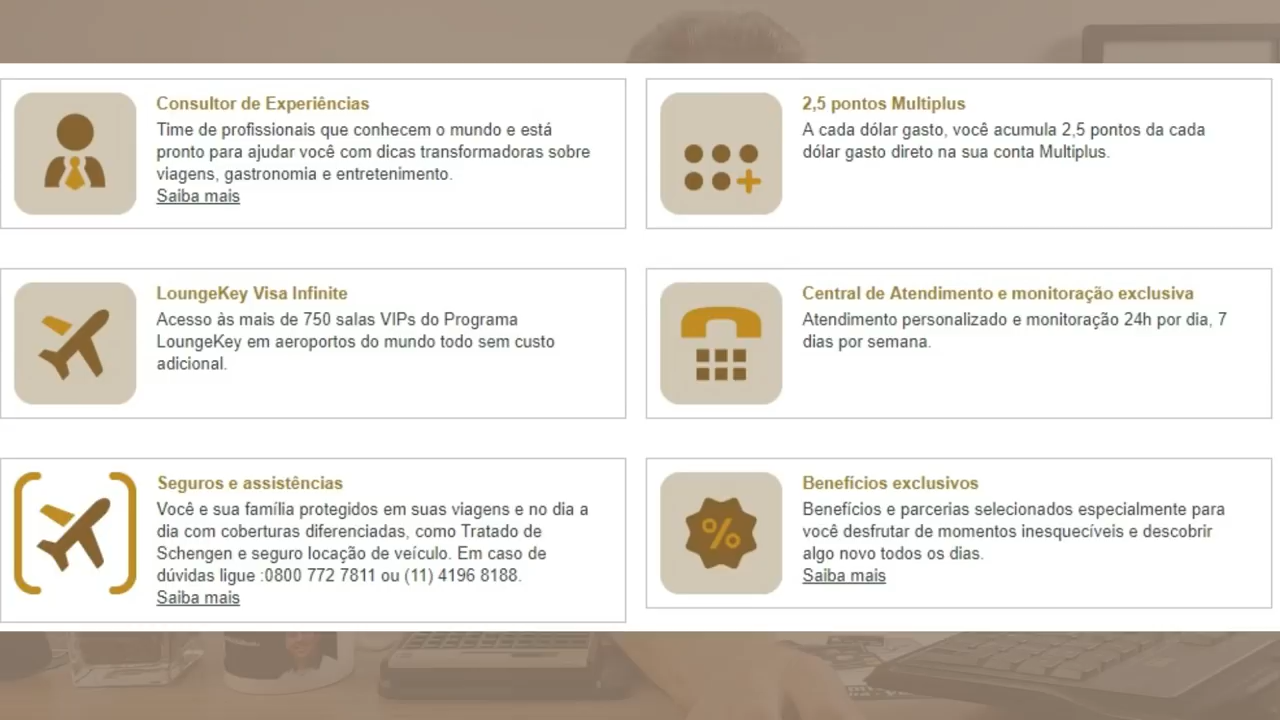 Consultor de Experiências
Time de profissionais que conhecem o mundo e está
pronto para ajudar você com dicas transformadoras sobre
viagens, gastronomia e entretenimento.
Saiba mais
2,5 pontos Multiplus
A cada dólar gasto, você acumula 2,5 pontos da cada
dólar gasto direto na sua conta Multiplus.
LoungeKey Visa Infinite
Acesso às mais de 750 salas VIPs do Programa
LoungeKey em aeroportos do mundo todo sem custo
adicional.
Central de Atendimento e monitoração exclusiva
Atendimento personalizado e monitoração 24h por dia, 7
dias por semana.
Seguros e assistências
Você e sua família protegidos em suas viagens e no dia a
dia com coberturas diferenciadas, como Tratado de
Schengen e seguro locação de veículo. Em caso de
dúvidas ligue :0800 772 7811 ou (11) 4196 8188.
Saiba mais
%
Benefícios exclusivos
Benefícios e parcerias selecionados especialmente para
você desfrutar de momentos inesquecíveis e descobrir
algo novo todos os dias.
Saiba mais